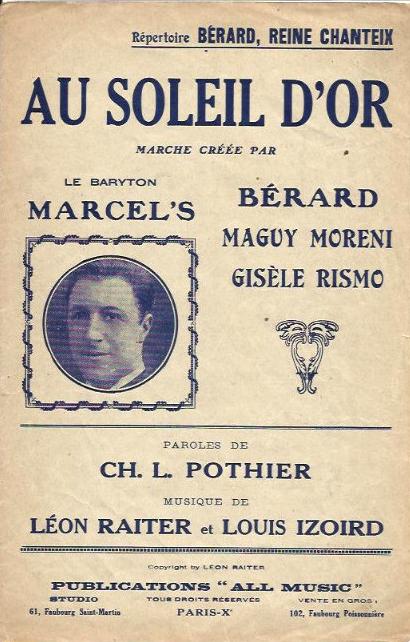 Répertoire BÉRARD, REINE CHANTEIX
AU SOLEIL D'OR
MARCHE CRÉÉE PAR
LE BARYTON
MARCEL'S
BÉRARD
MAGUY MORENI
GISÈLE RISMO
PAROLES DE
CH. L. POTHIER
MUSIQUE DE
LÉON RAITER et LOUIS IZOIRD
Copyright by LÉON RAITER
PUBLICATIONS "ALL MUSIC"
STUDIO TOUS DROITS RÉSERVÉS VENTE EN GROS:
61, Faubourg Saint-Martin PARIS-Xᵉ 102, Faubourg Poissonnière